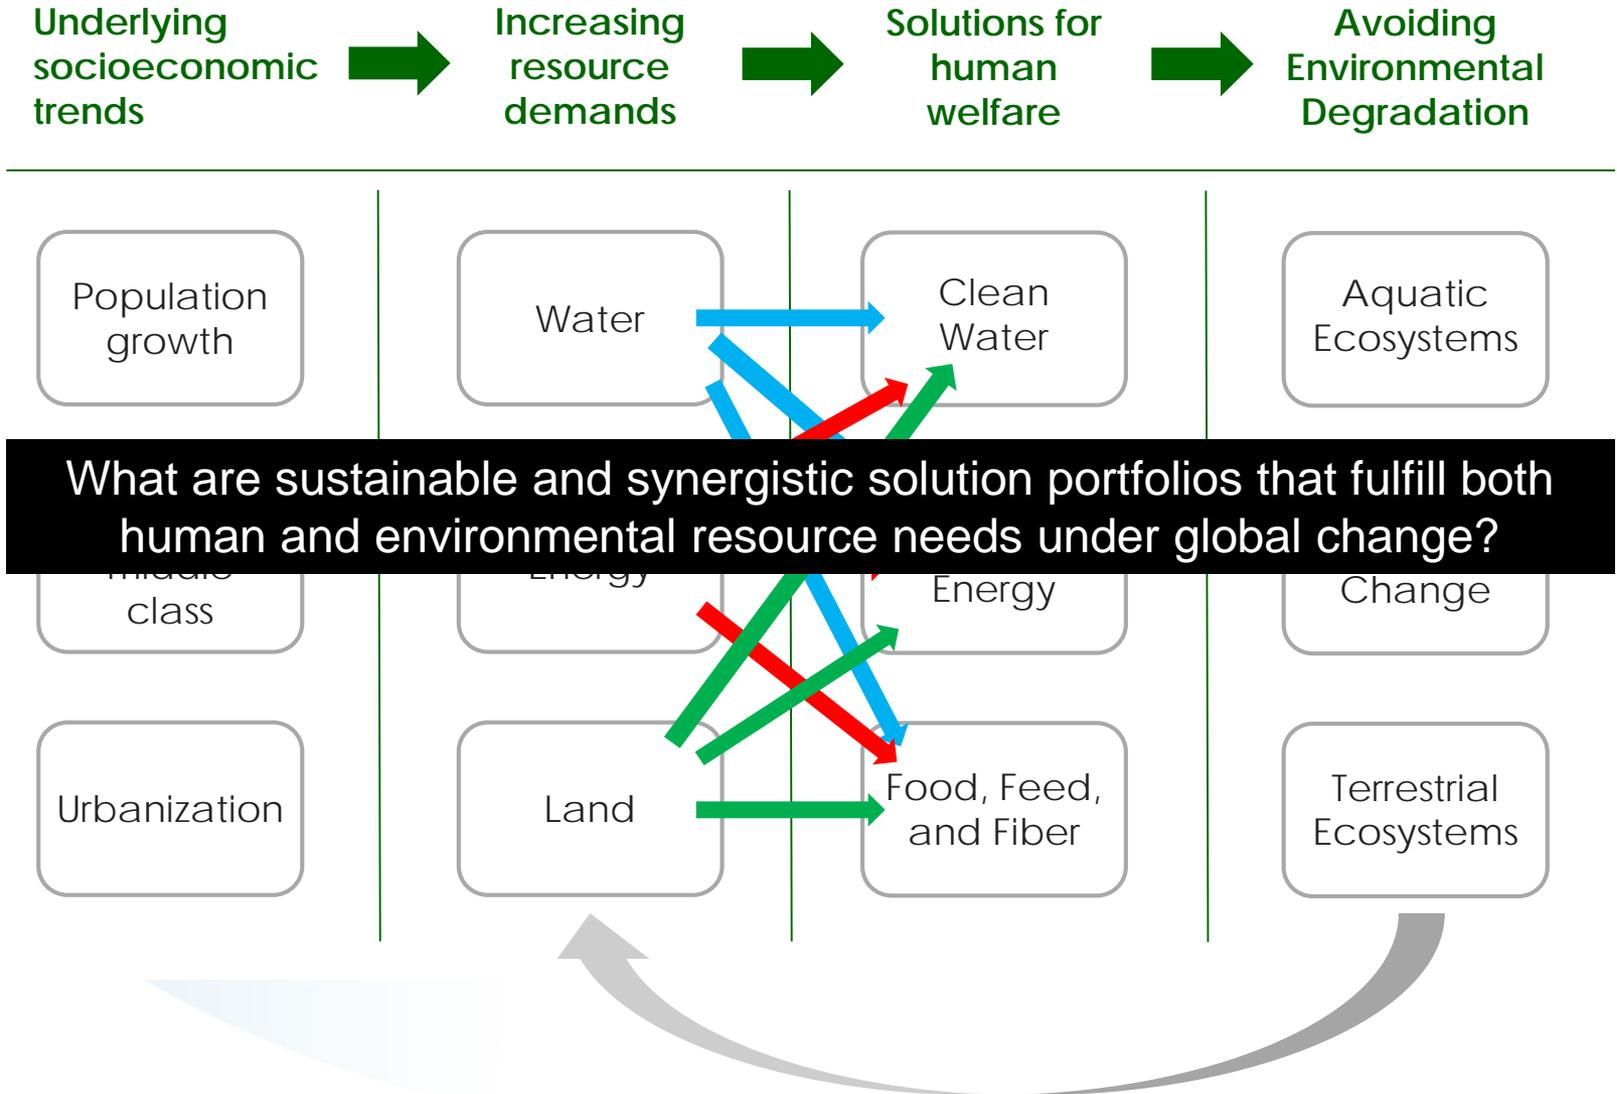 Underlying
socioeconomic
trends
Increasing
resource
demands
Solutions for
human
welfare
Avoiding
Environmental
Degradation
Population
growth
Water
Clean
Water
Aquatic
Ecosystems
What are sustainable and synergistic solution portfolios that fulfill both
human and environmental resource needs under global change?
middle
class
Energy
Energy
Change
Urbanization
Land
Food, Feed,
and Fiber
Terrestrial
Ecosystems